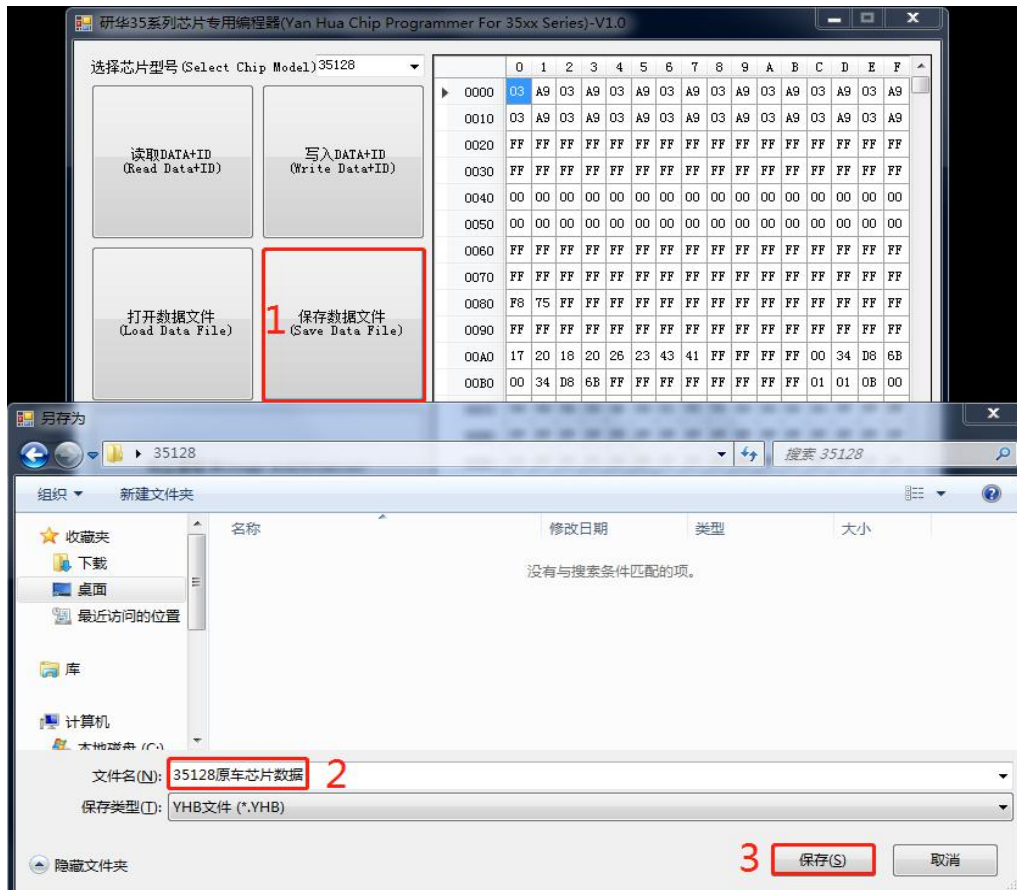 研华35系列芯片专用编程器(Yan Hua Chip Programmer For 35xx Series)-V1.0
选择芯片型号(Select Chip Model) 35128
读取DATA+ID
(Read Data+ID)
写入DATA+ID
(Write Data+ID)
打开数据文件
(Load Data File)
1
保存数据文件
(Save Data File)
0 1 2 3 4 5 6 7 8 9 A B C D E F
0000 03 A9 03 A9 03 A9 03 A9 03 A9 03 A9 03 A9 03 A9
0010 03 A9 03 A9 03 A9 03 A9 03 A9 03 A9 03 A9 03 A9
0020 FF FF FF FF FF FF FF FF FF FF FF FF FF FF FF FF
0030 FF FF FF FF FF FF FF FF FF FF FF FF FF FF FF FF
0040 00 00 00 00 00 00 00 00 00 00 00 00 00 00 00 00
0050 00 00 00 00 00 00 00 00 00 00 00 00 00 00 00 00
0060 FF FF FF FF FF FF FF FF FF FF FF FF FF FF FF FF
0070 FF FF FF FF FF FF FF FF FF FF FF FF FF FF FF FF
0080 F8 75 FF FF FF FF FF FF FF FF FF FF FF FF FF FF
0090 FF FF FF FF FF FF FF FF FF FF FF FF FF FF FF FF
00A0 17 20 18 20 26 23 43 41 FF FF FF FF 00 34 D8 6B
00B0 00 34 D8 6B FF FF FF FF FF FF FF FF 01 01 0B 00
另存为
35128
搜索 35128
组织
新建文件夹
名称 修改日期 类型 大小
没有与搜索条件匹配的项。
收藏夹
下载
桌面
最近访问的位置
库
计算机
本地磁盘 (C:)
文件名(N): 35128原车芯片数据 2
保存类型(T): YHB文件 (*.YHB)
隐藏文件夹
3 保存(S) 取消